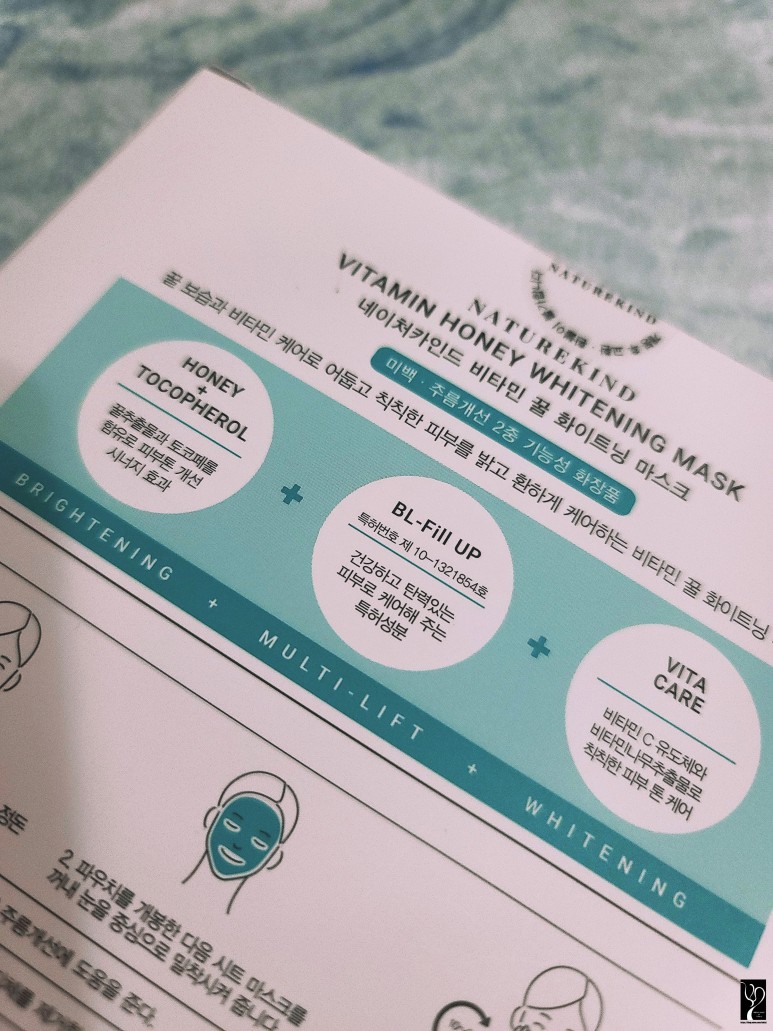 NATUREKIND
NATUREKIND
VITAMIN HONEY WHITENING MASK
네이처카인드 비타민 꿀 화이트닝 마스크
미백 · 주름개선 2중 기능성 화장품
꿀 보습과 비타민 케어로 어둡고 칙칙한 피부를 밝고 환하게 케어하는 비타민 꿀 화이트닝
HONEY
+
TOCOPHEROL
꿀추출물과 토코페롤
함유로 피부톤 개선
시너지 효과
+
BL-Fill UP
특허번호 제 10-1321854호
건강하고 탄력있는
피부로 케어해 주는
특허성분
+
VITA
CARE
비타민 C 유도체와
비타민나무추출물로
칙칙한 피부 톤 케어
BRIGHTENING + MULTI-LIFT + WHITENING
정돈
2. 파우치를 개봉한 다음 시트 마스크를
꺼내 눈을 중심으로 밀착시켜 줍니다.
주름개선에 도움을 준다.